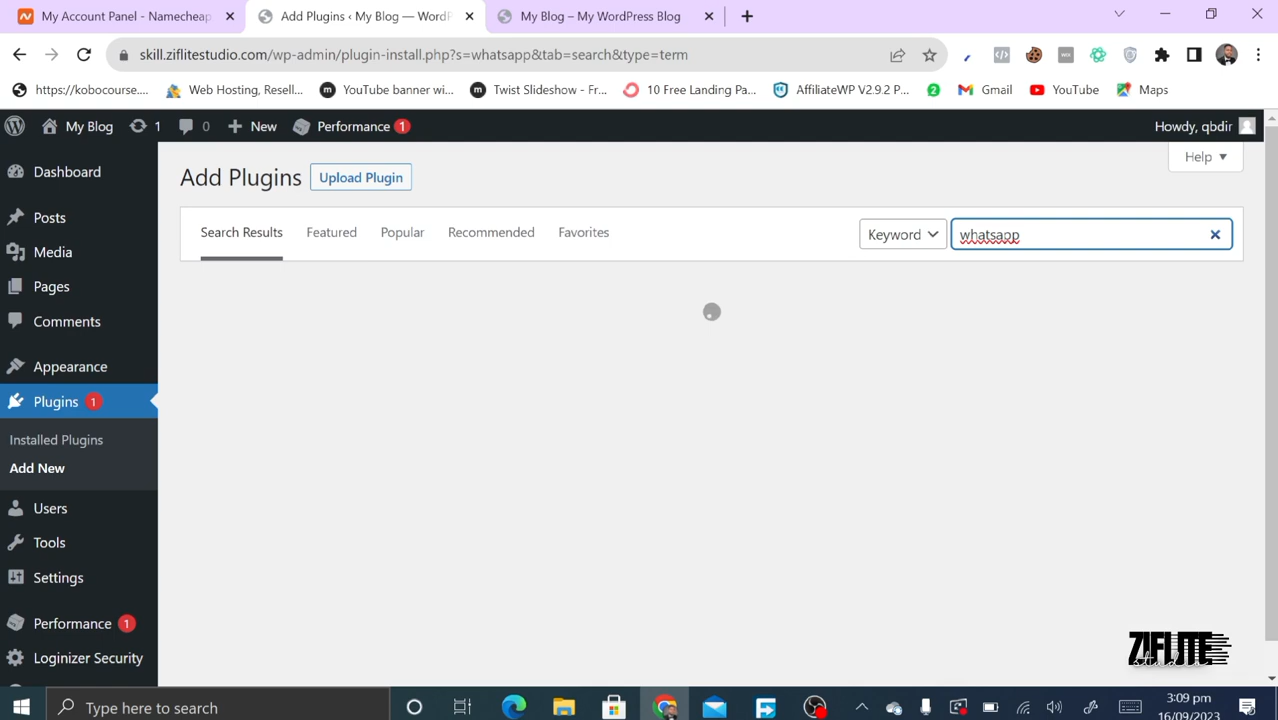 My Account Panel - Namecheap
Add Plugins ‹ My Blog — WordP
My Blog – My WordPress Blog
skill.ziflitestudio.com/wp-admin/plugin-install.php?s=whatsapp&tab=search&type=term
https://kobocourse....
Web Hosting, Resell...
YouTube banner wi...
Twist Slideshow - Fr...
10 Free Landing Pa...
AffiliateWP V2.9.2 P...
2
Gmail
YouTube
Maps
My Blog
1
0
New
Performance 1
Howdy, qbdir
Dashboard
Posts
Media
Pages
Comments
Appearance
Plugins 1
Installed Plugins
Add New
Users
Tools
Settings
Performance 1
Loginizer Security
Add Plugins
Upload Plugin
Help
Search Results
Featured
Popular
Recommended
Favorites
Keyword
whatsapp
ZIFLITE
studio
Type here to search
3:09 pm
16/09/2023